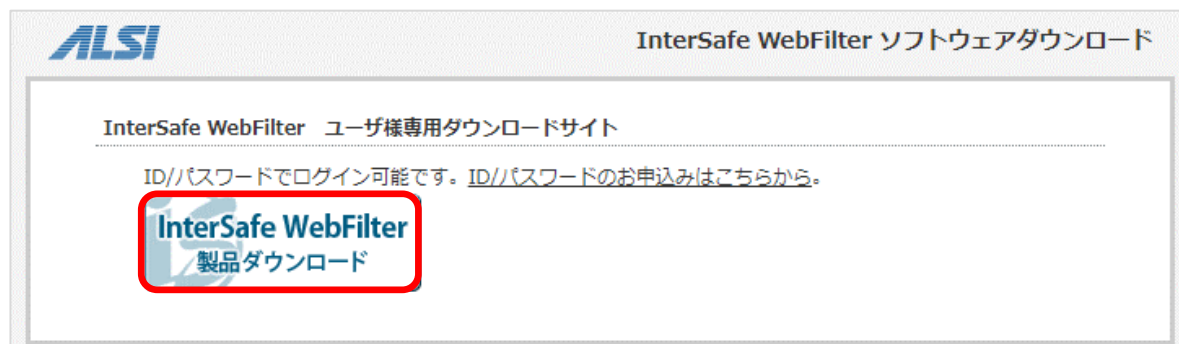 ALSI
InterSafe WebFilter ソフトウェアダウンロード
InterSafe WebFilter　ユーザ様専用ダウンロードサイト
ID/パスワードでログイン可能です。ID/パスワードのお申込みはこちらから。
InterSafe WebFilter
製品ダウンロード